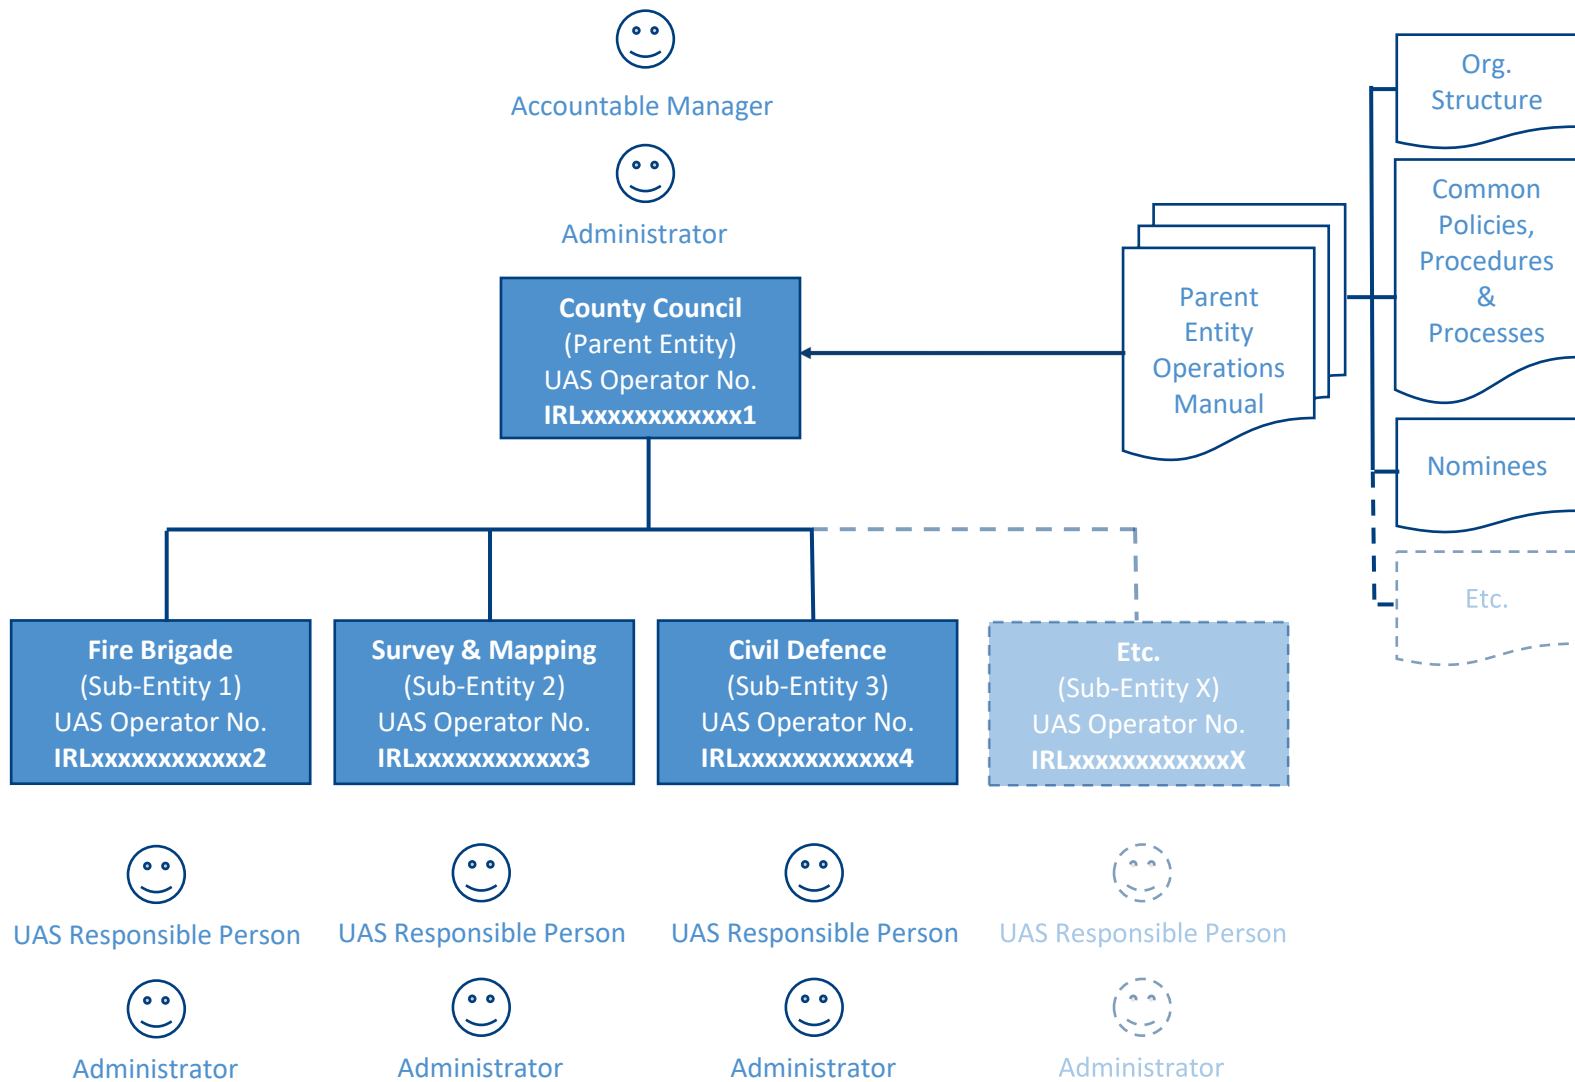 Accountable Manager
Administrator
County Council
(Parent Entity)
UAS Operator No.
IRLxxxxxxxxxxxx1
Parent
Entity
Operations
Manual
Org.
Structure
Common
Policies,
Procedures
&
Processes
Nominees
Etc.
Fire Brigade
(Sub-Entity 1)
UAS Operator No.
IRLxxxxxxxxxxxx2
Survey & Mapping
(Sub-Entity 2)
UAS Operator No.
IRLxxxxxxxxxxxx3
Civil Defence
(Sub-Entity 3)
UAS Operator No.
IRLxxxxxxxxxxxx4
Etc.
(Sub-Entity X)
UAS Operator No.
IRLxxxxxxxxxxxxX
UAS Responsible Person
UAS Responsible Person
UAS Responsible Person
UAS Responsible Person
Administrator
Administrator
Administrator
Administrator